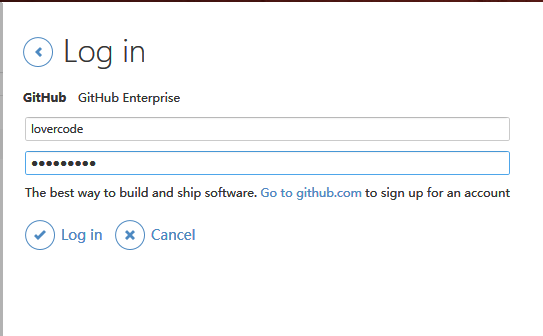 Log in
GitHub GitHub Enterprise
lovercode
●●●●●●●●●
The best way to build and ship software. Go to github.com to sign up for an account
Log in Cancel